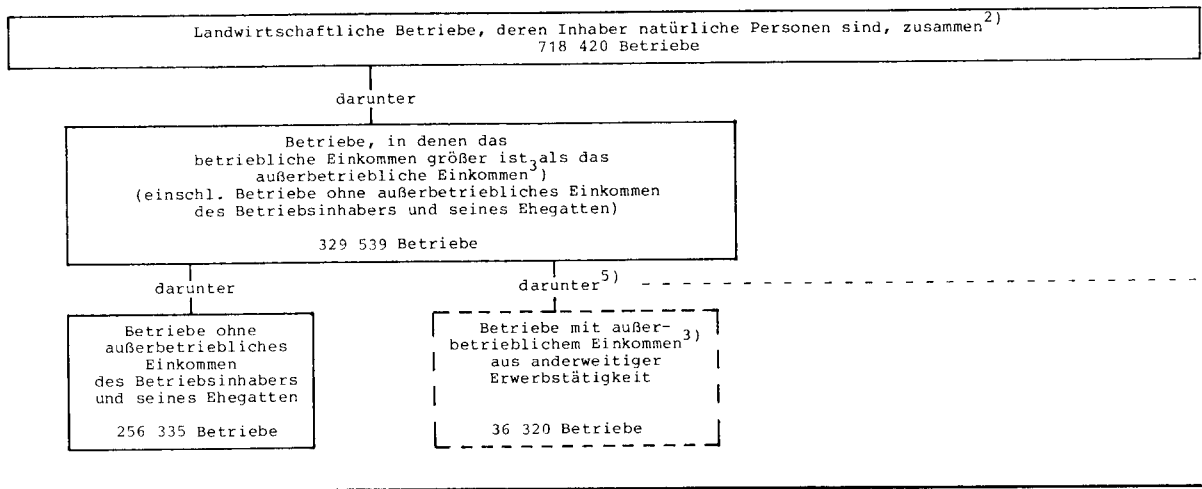 Landwirtschaftliche Betriebe, deren Inhaber natürliche Personen sind, zusammen2)
718 420 Betriebe
darunter
Betriebe, in denen das
betriebliche Einkommen größer ist als das
außerbetriebliche Einkommen3)
(einschl. Betriebe ohne außerbetriebliches Einkommen
des Betriebsinhabers und seines Ehegatten)
329 539 Betriebe
darunter
darunter5)
Betriebe ohne
außerbetriebliches
Einkommen
des Betriebsinhabers
und seines Ehegatten
256 335 Betriebe
Betriebe mit außer-
betrieblichem Einkommen3)
aus anderweitiger
Erwerbstätigkeit
36 320 Betriebe